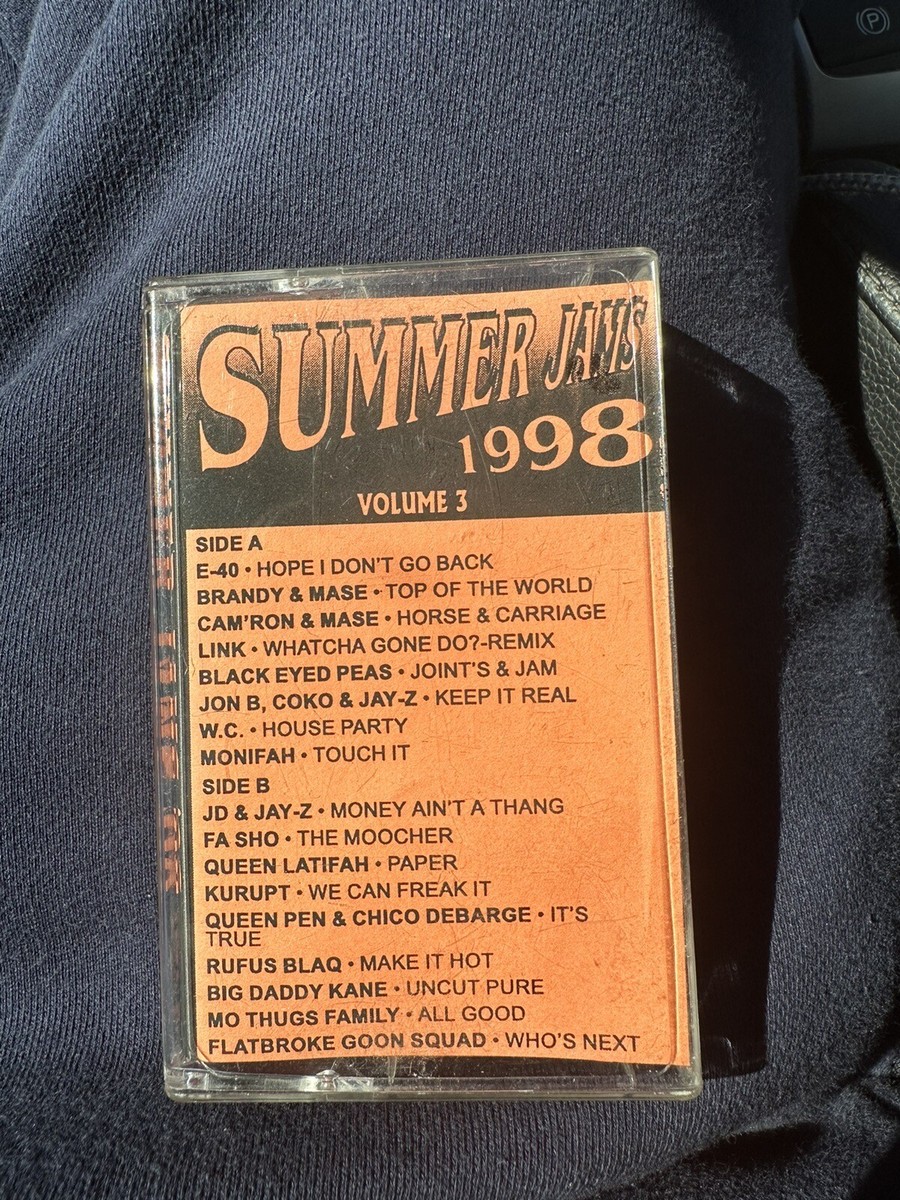 SUMMER JAMS
1998
VOLUME 3
SIDE A
E-40 • HOPE I DON'T GO BACK
BRANDY & MASE • TOP OF THE WORLD
CAM'RON & MASE • HORSE & CARRIAGE
LINK • WHATCHA GONE DO?-REMIX
BLACK EYED PEAS • JOINT'S & JAM
JON B, COKO & JAY-Z • KEEP IT REAL
W.C. • HOUSE PARTY
MONIFAH • TOUCH IT
SIDE B
JD & JAY-Z • MONEY AIN'T A THANG
FA SHO • THE MOOCHER
QUEEN LATIFAH • PAPER
KURUPT • WE CAN FREAK IT
QUEEN PEN & CHICO DEBARGE • IT'S
TRUE
RUFUS BLAQ • MAKE IT HOT
BIG DADDY KANE • UNCUT PURE
MO THUGS FAMILY • ALL GOOD
FLATBROKE GOON SQUAD • WHO'S NEXT
P